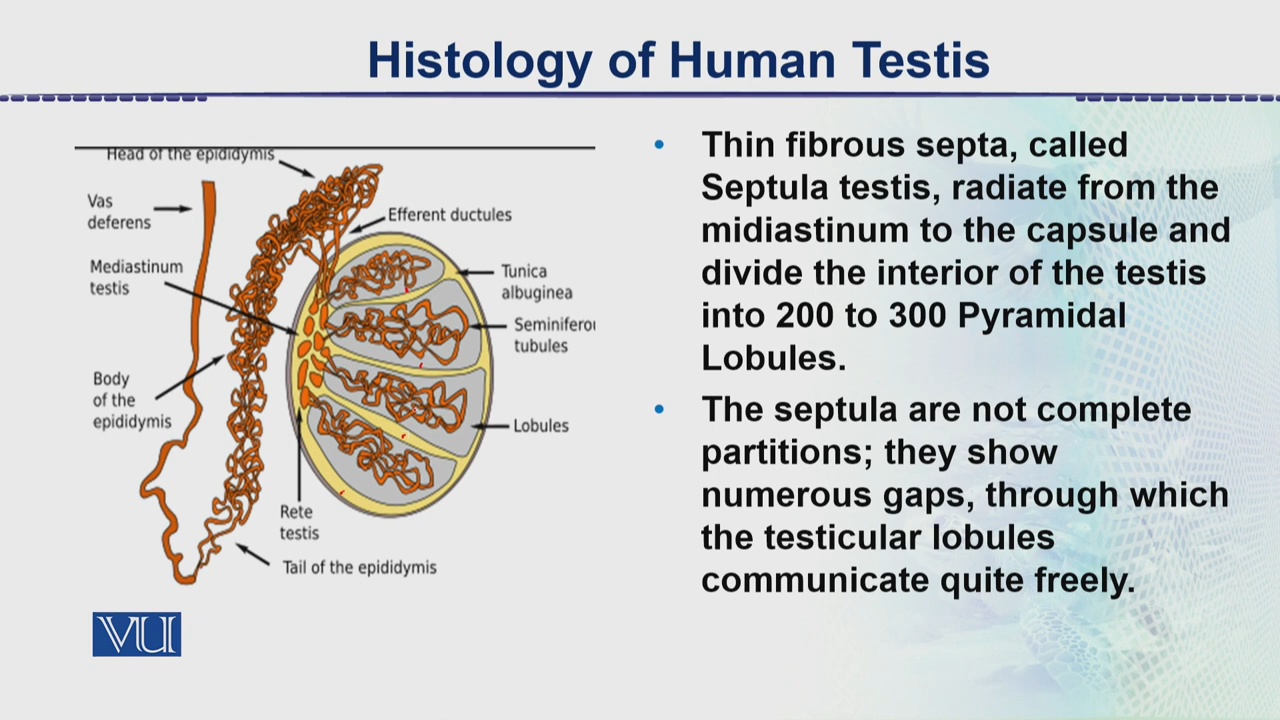 Histology of Human Testis
Head of the epididymis
Vas
deferens
Efferent ductules
Mediastinum
testis
Tunica
albuginea
Seminiferou
tubules
Body
of the
epididymis
Lobules
Rete
testis
Tail of the epididymis
VU
• Thin fibrous septa, called
Septula testis, radiate from the
midiastinum to the capsule and
divide the interior of the testis
into 200 to 300 Pyramidal
Lobules.
• The septula are not complete
partitions; they show
numerous gaps, through which
the testicular lobules
communicate quite freely.